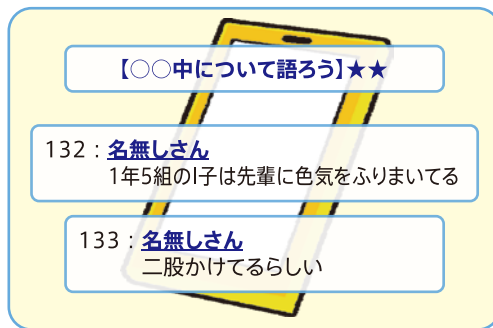 【○○中について語ろう】★★
132：名無しさん
1年5組のI子は先輩に色気をふりまいてる
133：名無しさん
二股かけてるらしい